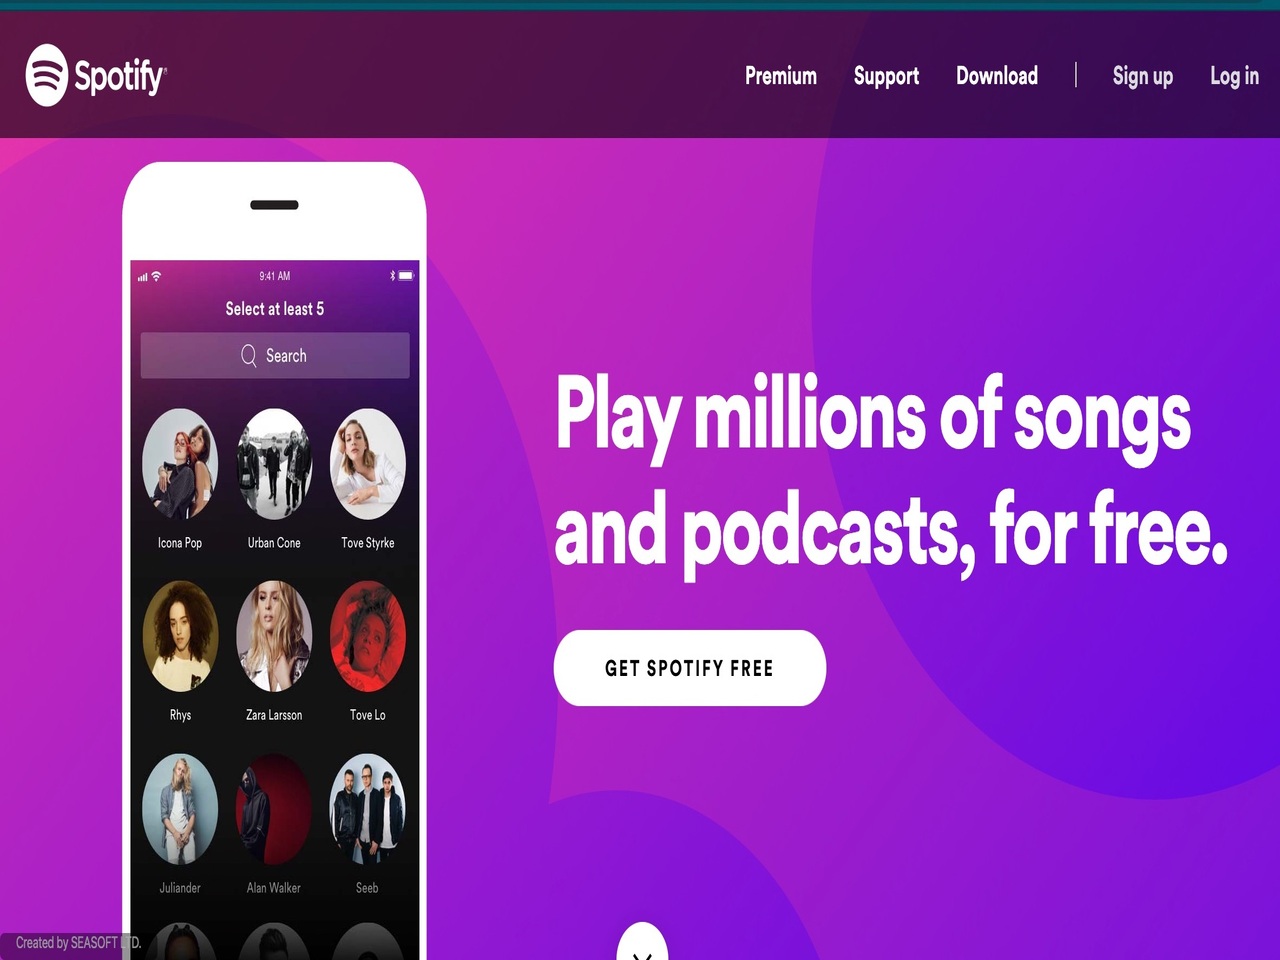 Spotify
Premium Support Download | Sign up Log in
9:41 AM
Select at least 5
Search
Icona Pop Urban Cone Tove Styrke
Rhys Zara Larsson Tove Lo
Juliander Alan Walker Seeb
Play millions of songs
and podcasts, for free.
GET SPOTIFY FREE
Created by SEASOFT LTD.